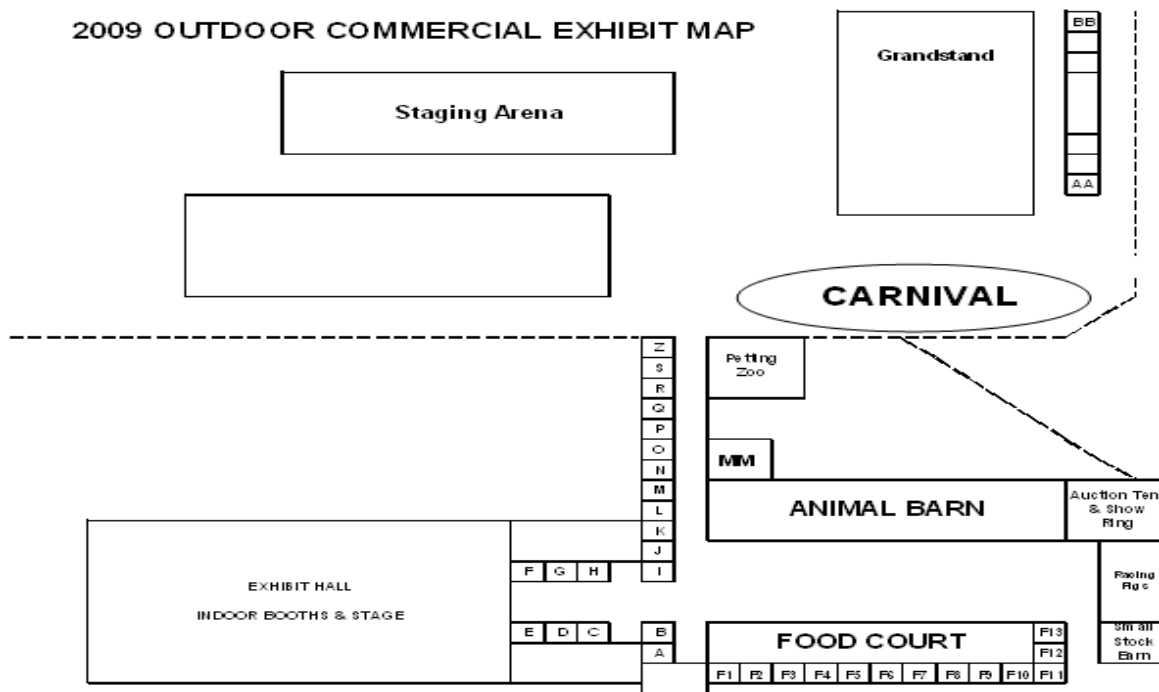 2009 OUTDOOR COMMERCIAL EXHIBIT MAP
BB
Grandstand
Staging Arena
AA
CARNIVAL
Z
S
R
Q
P
O
N
M
L
K
J
I
Petting
Zoo
MM
ANIMAL BARN
Auction Ten
& Show
Ring
F G H
EXHIBIT HALL
INDOOR BOOTHS & STAGE
Racing
Pigs
E D C B
A
FOOD COURT
F13
F12
F1 F2 F3 F4 F5 F6 F7 F8 F9 F10 F11
Small
Stock
Barn